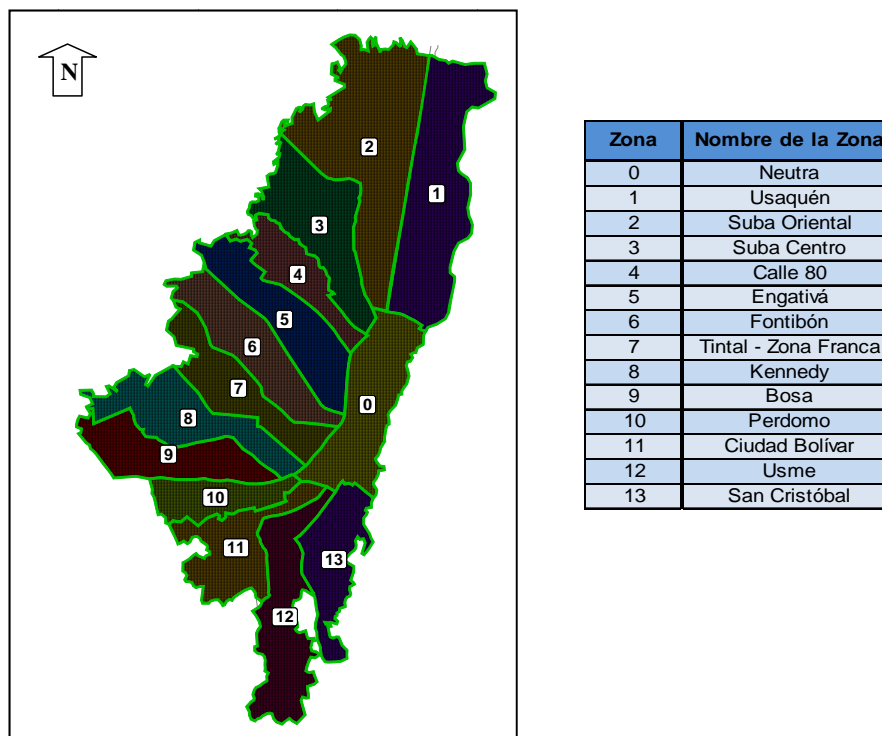 N
2
1
3
4
5
6
7
0
8
9
10
11
13
12
Zona Nombre de la Zona
0 Neutra
1 Usaquén
2 Suba Oriental
3 Suba Centro
4 Calle 80
5 Engativá
6 Fontibón
7 Tintal - Zona Franca
8 Kennedy
9 Bosa
10 Perdomo
11 Ciudad Bolívar
12 Usme
13 San Cristóbal